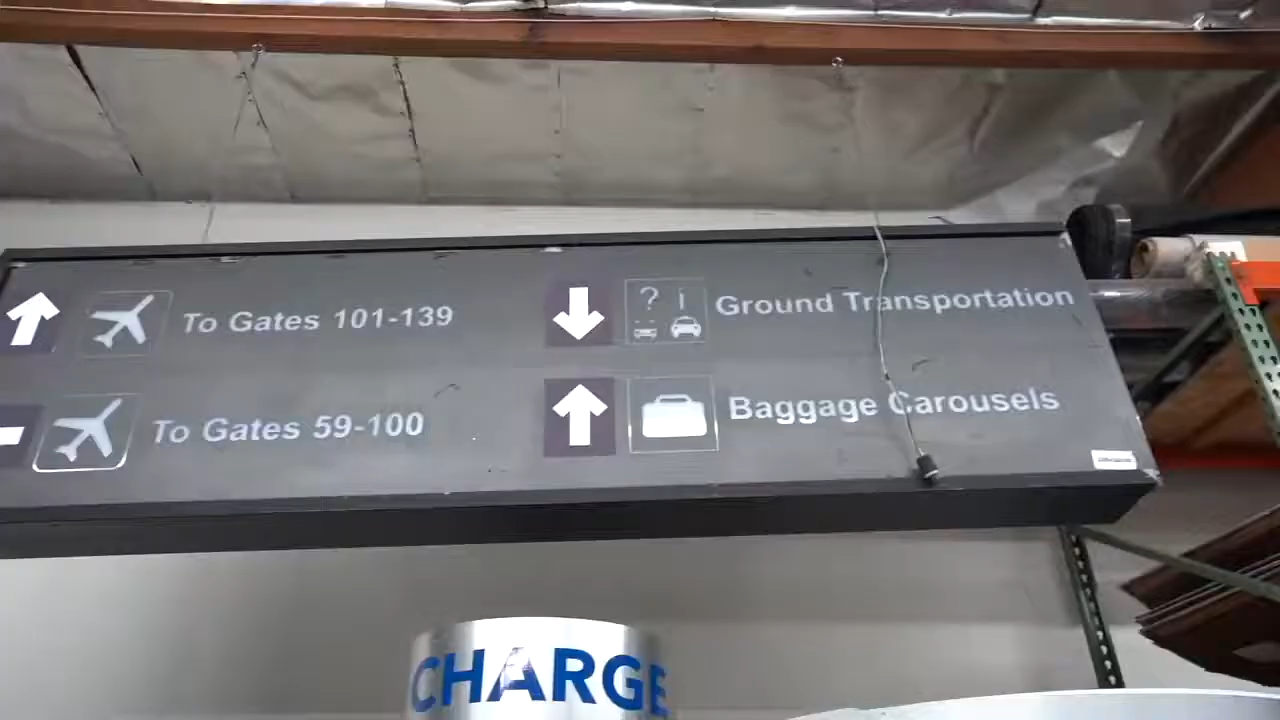 To Gates 101-139
To Gates 59-100
? i
Ground Transportation
Baggage Carousels
CHARGE